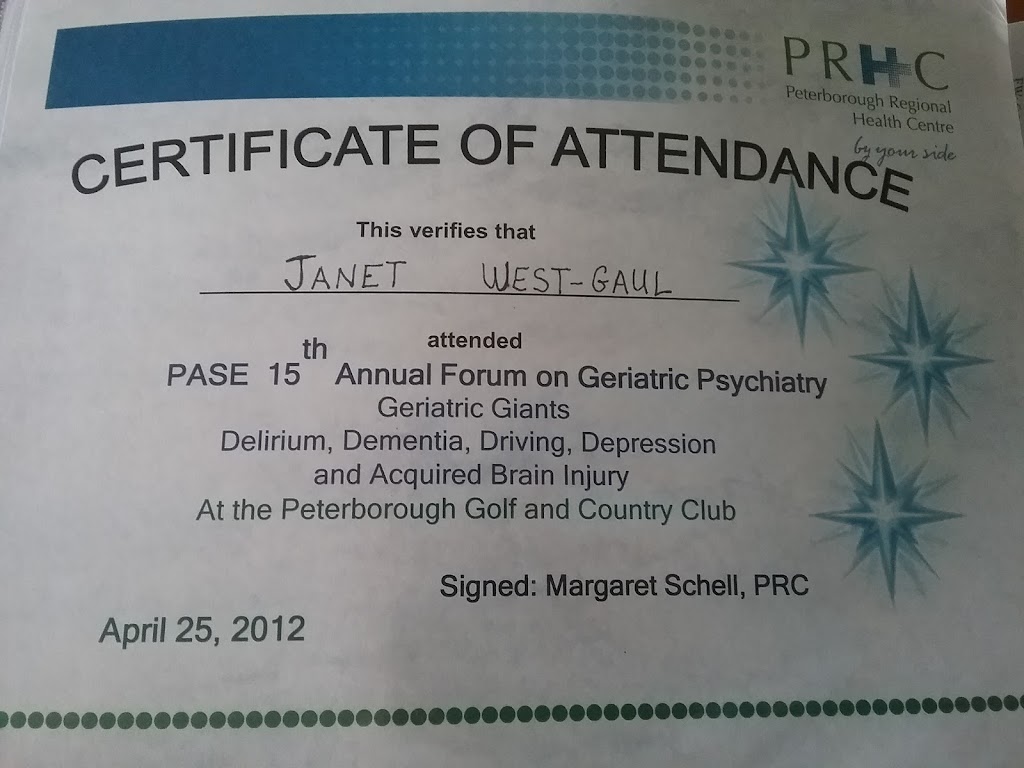 PRHC
Peterborough Regional
Health Centre
by your side
CERTIFICATE OF ATTENDANCE
This verifies that
JANET WEST-GAUL
attended
PASE 15th Annual Forum on Geriatric Psychiatry
Geriatric Giants
Delirium, Dementia, Driving, Depression
and Acquired Brain Injury
At the Peterborough Golf and Country Club
Signed: Margaret Schell, PRC
April 25, 2012